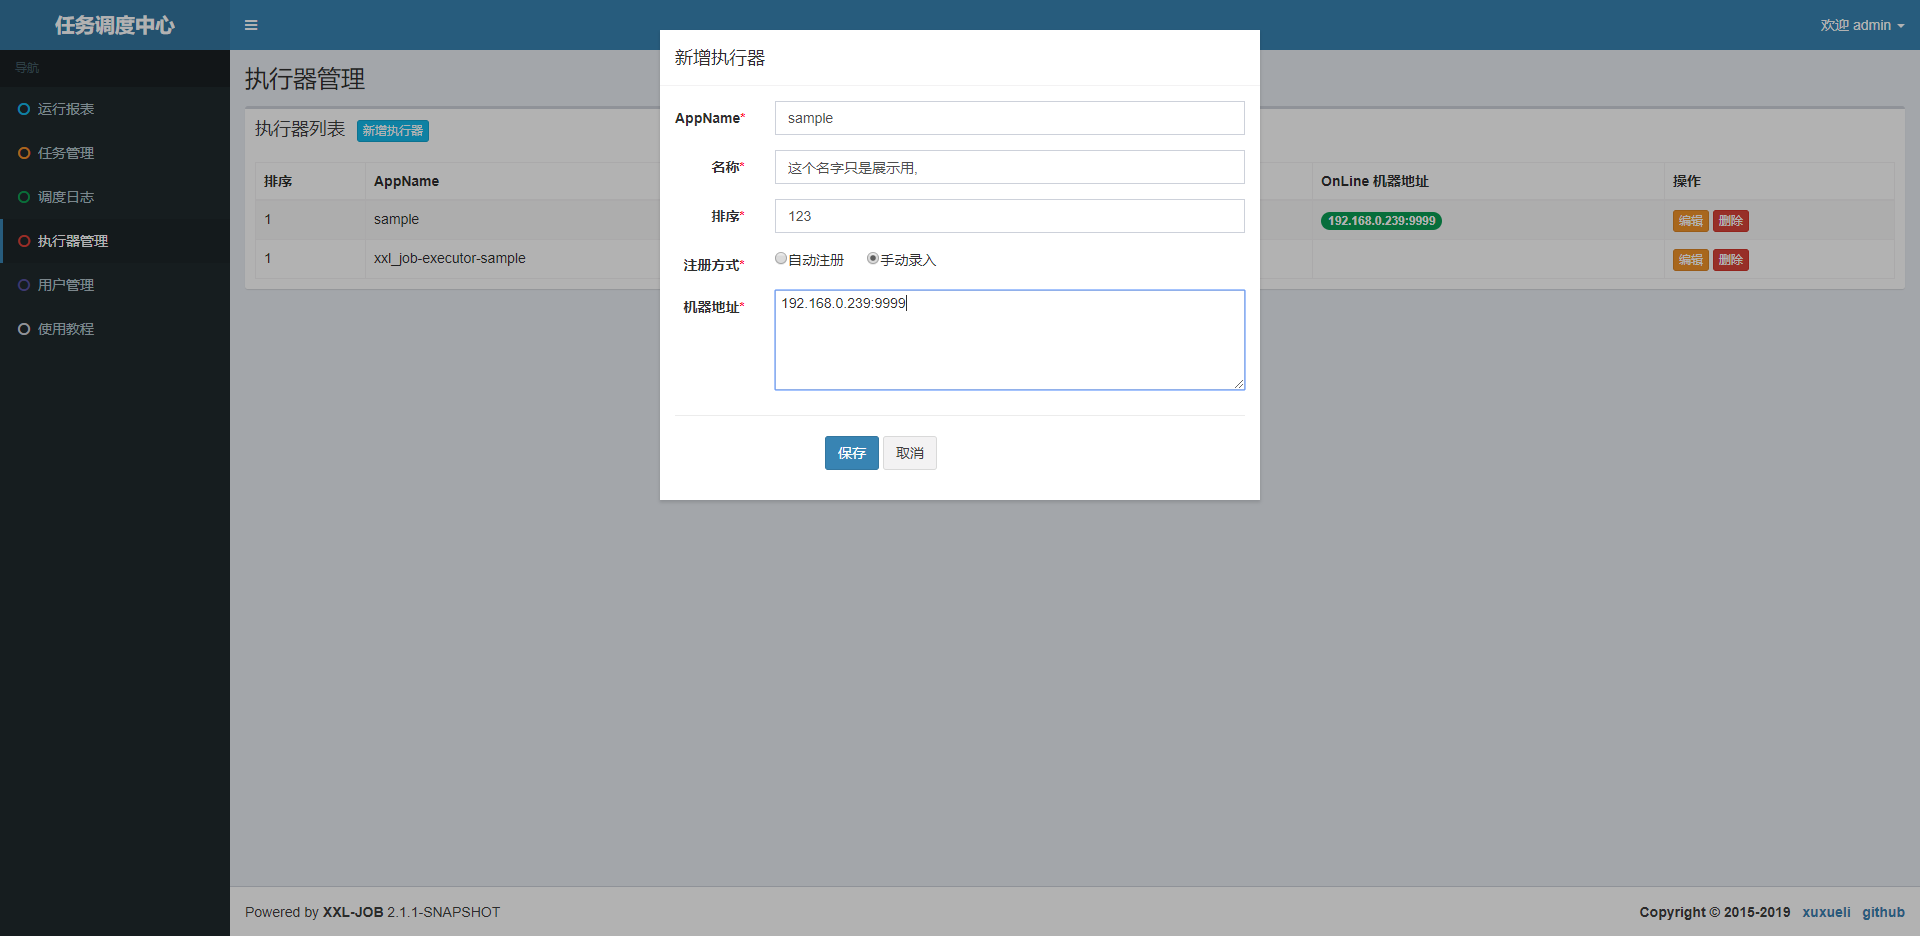 任务调度中心
欢迎 admin
导航
运行报表
任务管理
调度日志
执行器管理
用户管理
使用教程
执行器管理
执行器列表 新增执行器
排序 AppName OnLine 机器地址 操作
1 sample 192.168.0.239:9999 编辑 删除
1 xxl_job-executor-sample 编辑 删除
新增执行器
AppName* sample
名称* 这个名字只是展示用,
排序* 123
注册方式* 自动注册 手动录入
机器地址* 192.168.0.239:9999
保存 取消
Powered by XXL-JOB 2.1.1-SNAPSHOT
Copyright © 2015-2019 xuxueli github